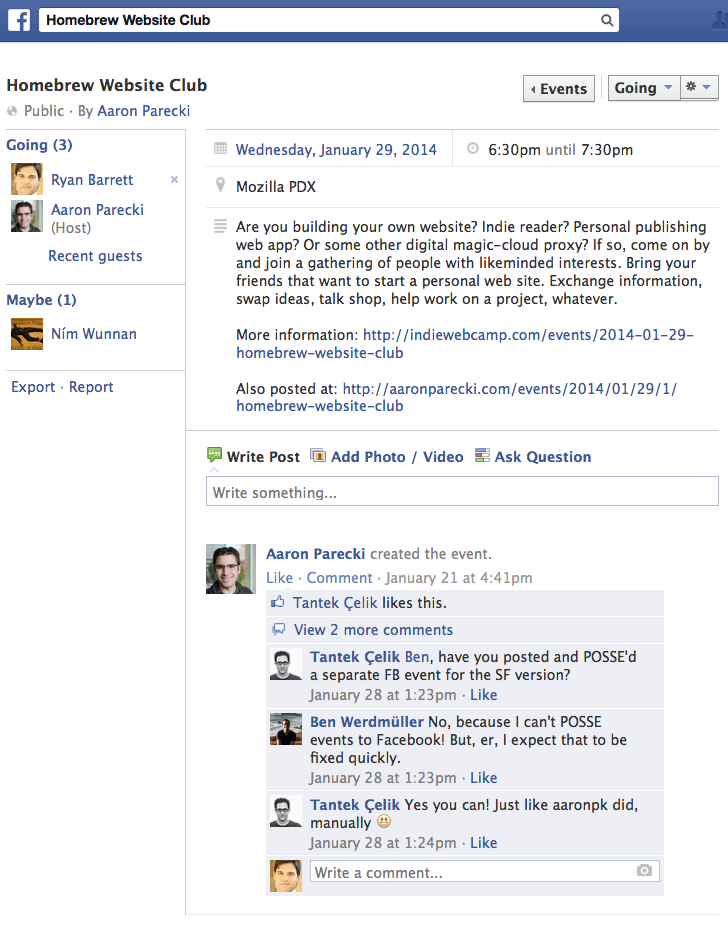 Homebrew Website Club
Homebrew Website Club
Events
Going
Public · By Aaron Parecki
Going (3)
Ryan Barrett
Aaron Parecki
(Host)
Recent guests
Maybe (1)
Ním Wunnan
Export · Report
Wednesday, January 29, 2014
6:30pm until 7:30pm
Mozilla PDX
Are you building your own website? Indie reader? Personal publishing
web app? Or some other digital magic-cloud proxy? If so, come on by
and join a gathering of people with likeminded interests. Bring your
friends that want to start a personal web site. Exchange information,
swap ideas, talk shop, help work on a project, whatever.
More information: http://indiewebcamp.com/events/2014-01-29-
homebrew-website-club
Also posted at: http://aaronparecki.com/events/2014/01/29/1/
homebrew-website-club
Write Post Add Photo / Video Ask Question
Write something...
Aaron Parecki created the event.
Like · Comment · January 21 at 4:41pm
Tantek Çelik likes this.
View 2 more comments
Tantek Çelik Ben, have you posted and POSSE'd
a separate FB event for the SF version?
January 28 at 1:23pm · Like
Ben Werdmüller No, because I can't POSSE
events to Facebook! But, er, I expect that to be
fixed quickly.
January 28 at 1:23pm · Like
Tantek Çelik Yes you can! Just like aaronpk did,
manually 😃
January 28 at 1:24pm · Like
Write a comment...